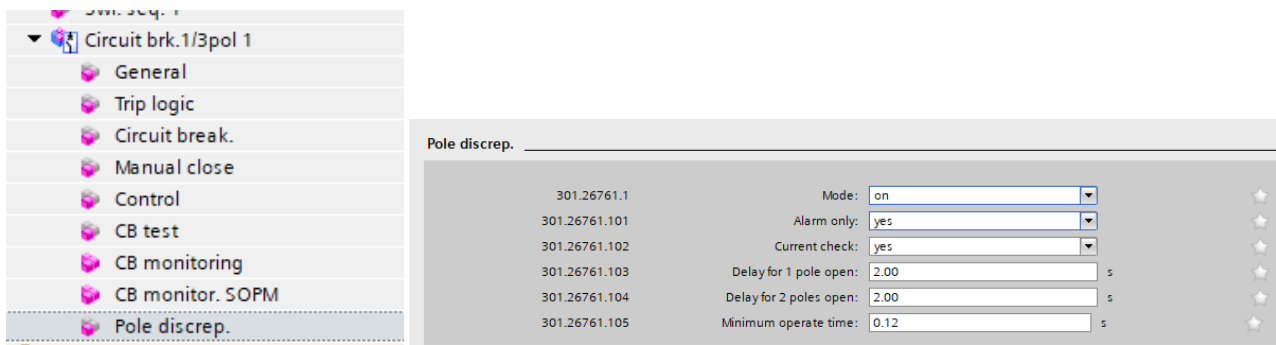 Swi. seq. 1
Circuit brk.1/3pol 1
General
Trip logic
Circuit break.
Manual close
Control
CB test
CB monitoring
CB monitor. SOPM
Pole discrep.
Pole discrep.
301.26761.1 Mode: on
301.26761.101 Alarm only: yes
301.26761.102 Current check: yes
301.26761.103 Delay for 1 pole open: 2.00 s
301.26761.104 Delay for 2 poles open: 2.00 s
301.26761.105 Minimum operate time: 0.12 s